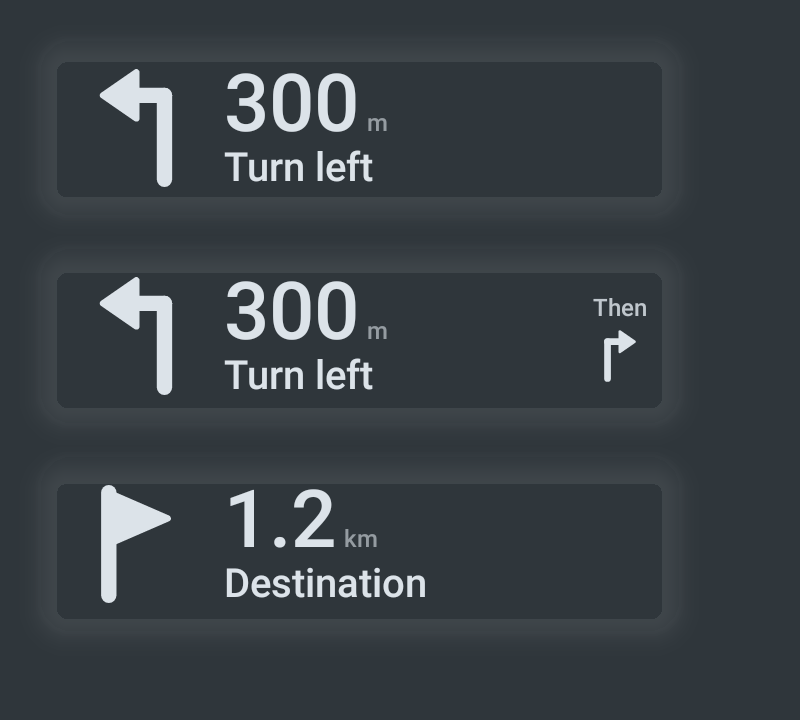 300 m
Turn left
300 m
Turn left
Then
1.2 km
Destination